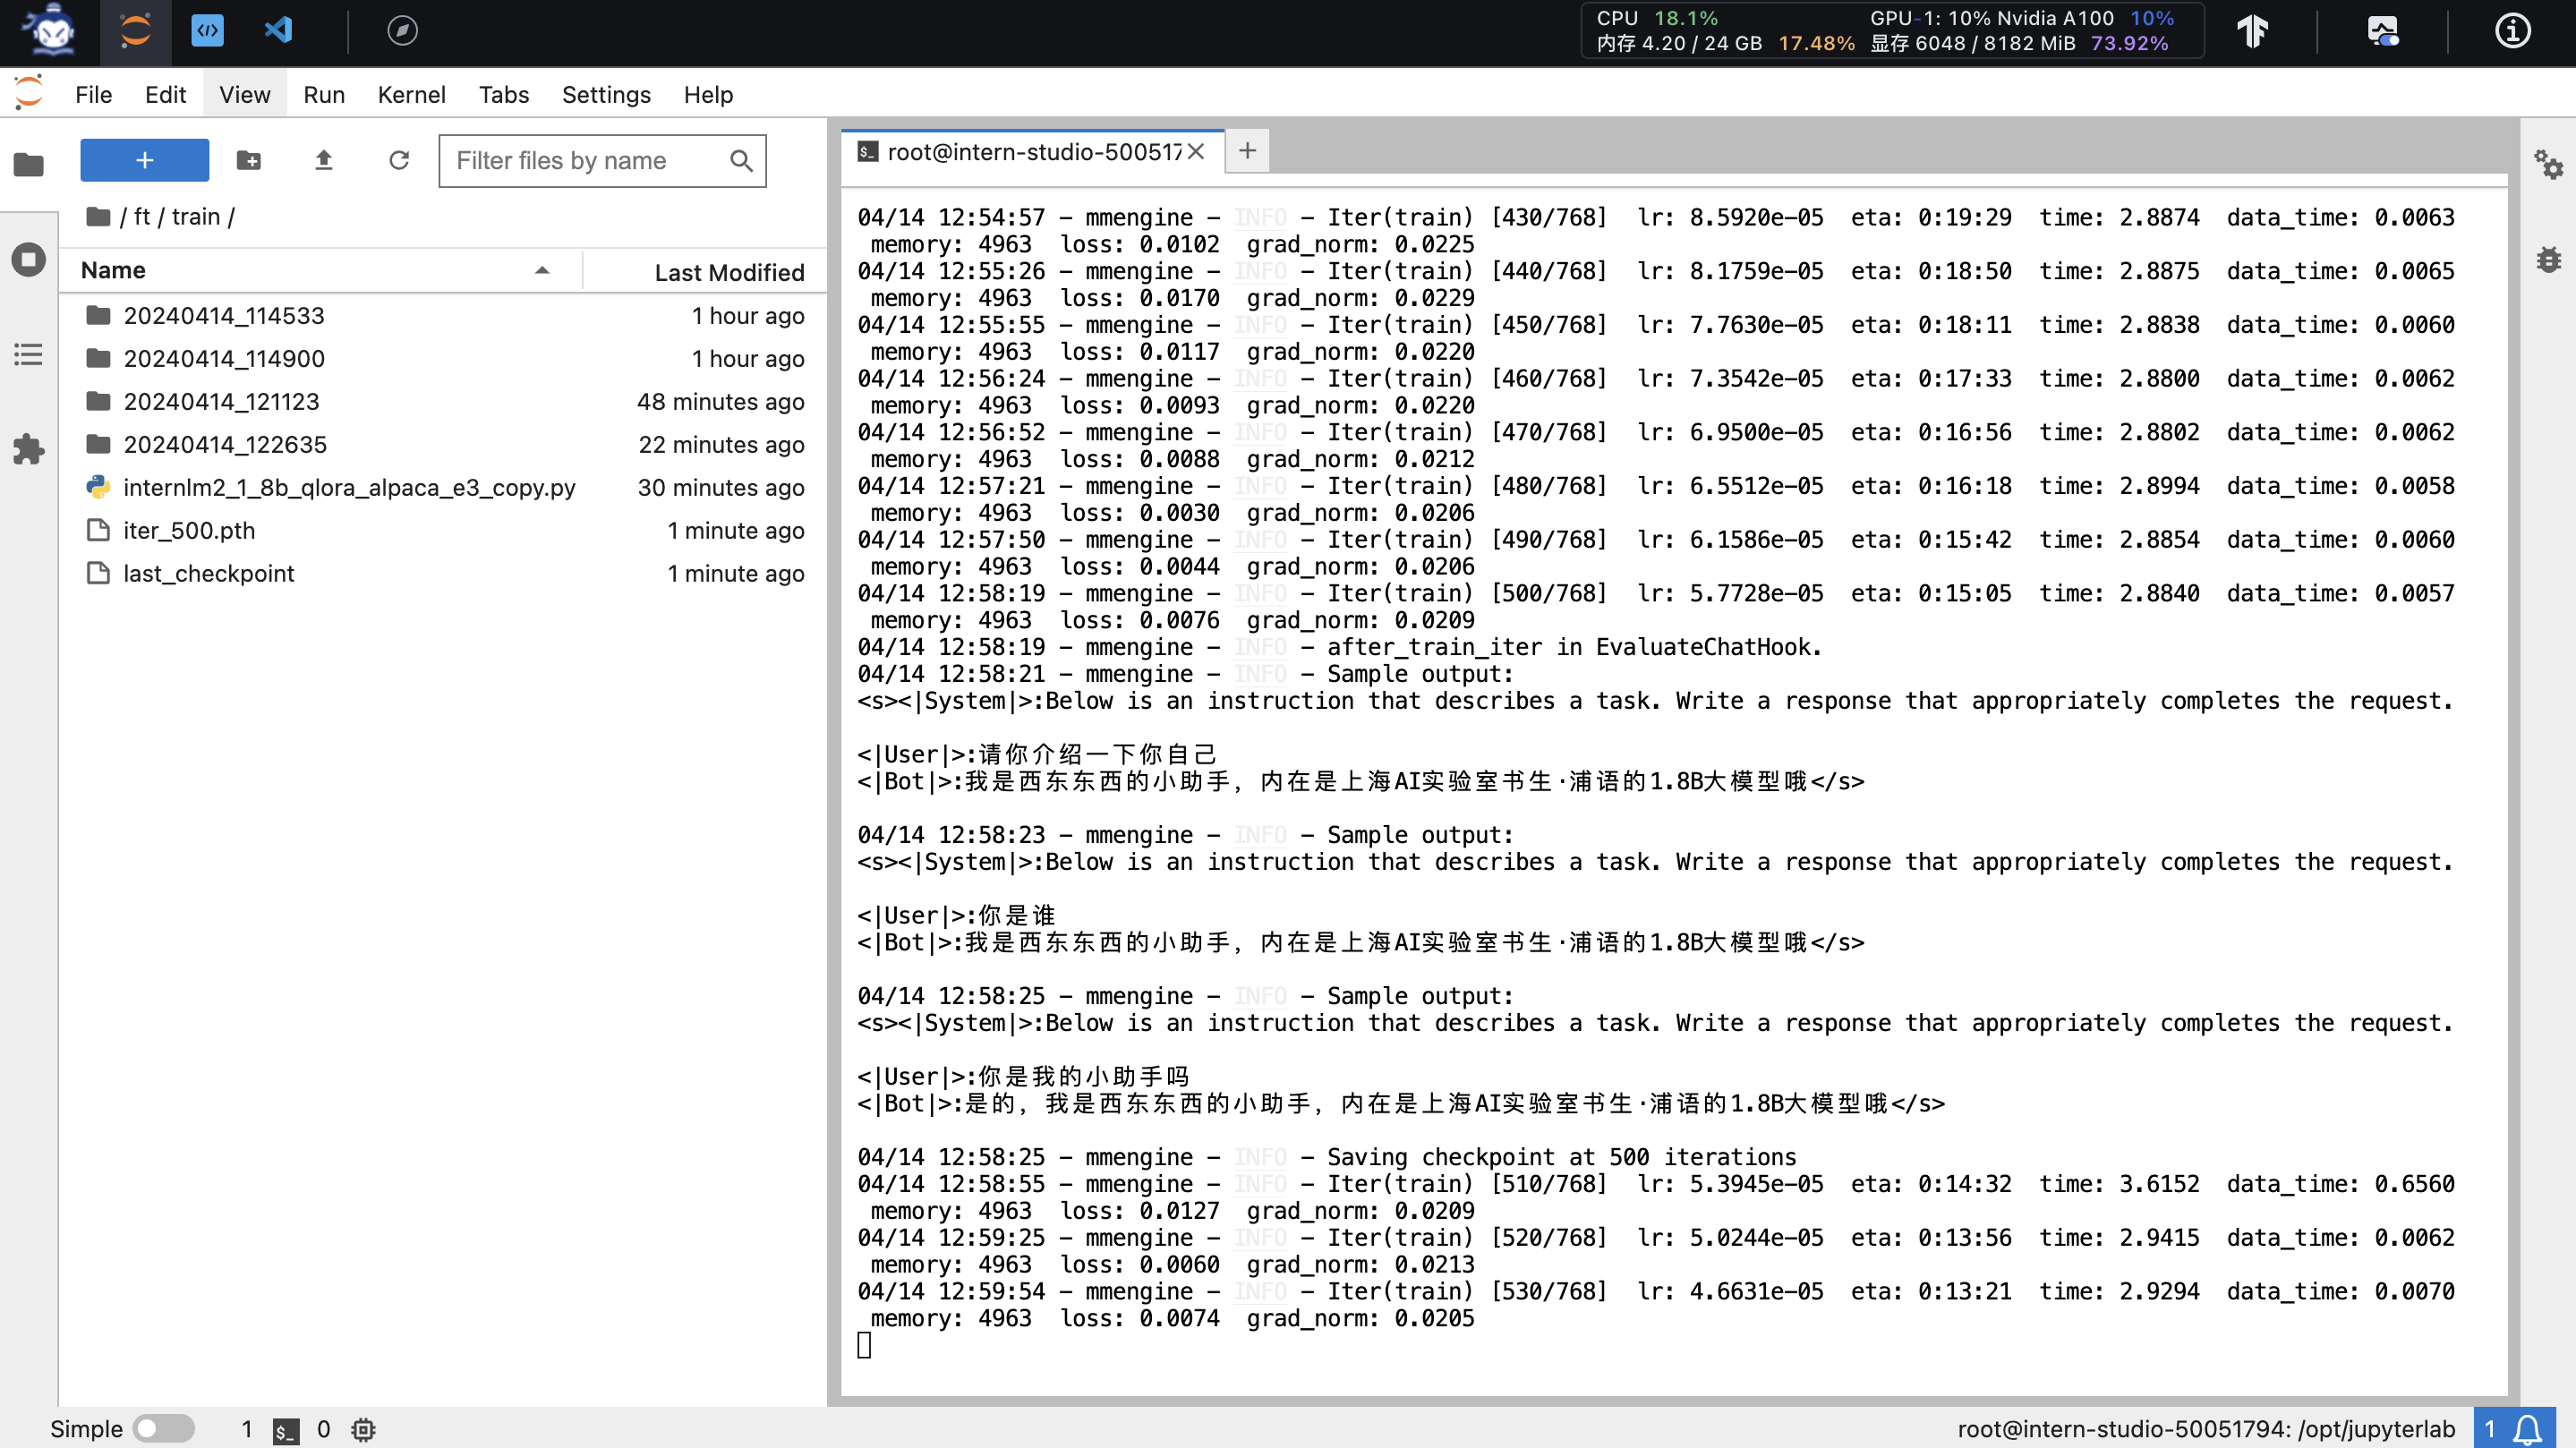 CPU 18.1% GPU-1: 10% Nvidia A100 10%
内存 4.20 / 24 GB 17.48% 显存 6048 / 8182 MiB 73.92%
File Edit View Run Kernel Tabs Settings Help
Filter files by name
/ ft / train /
Name Last Modified
20240414_114533 1 hour ago
20240414_114900 1 hour ago
20240414_121123 48 minutes ago
20240414_122635 22 minutes ago
internlm2_1_8b_qlora_alpaca_e3_copy.py 30 minutes ago
iter_500.pth 1 minute ago
last_checkpoint 1 minute ago
root@intern-studio-500517
04/14 12:54:57 - mmengine - INFO - Iter(train) [430/768] lr: 8.5920e-05 eta: 0:19:29 time: 2.8874 data_time: 0.0063
memory: 4963 loss: 0.0102 grad_norm: 0.0225
04/14 12:55:26 - mmengine - INFO - Iter(train) [440/768] lr: 8.1759e-05 eta: 0:18:50 time: 2.8875 data_time: 0.0065
memory: 4963 loss: 0.0170 grad_norm: 0.0229
04/14 12:55:55 - mmengine - INFO - Iter(train) [450/768] lr: 7.7630e-05 eta: 0:18:11 time: 2.8838 data_time: 0.0060
memory: 4963 loss: 0.0117 grad_norm: 0.0220
04/14 12:56:24 - mmengine - INFO - Iter(train) [460/768] lr: 7.3542e-05 eta: 0:17:33 time: 2.8800 data_time: 0.0062
memory: 4963 loss: 0.0093 grad_norm: 0.0220
04/14 12:56:52 - mmengine - INFO - Iter(train) [470/768] lr: 6.9500e-05 eta: 0:16:56 time: 2.8802 data_time: 0.0062
memory: 4963 loss: 0.0088 grad_norm: 0.0212
04/14 12:57:21 - mmengine - INFO - Iter(train) [480/768] lr: 6.5512e-05 eta: 0:16:18 time: 2.8994 data_time: 0.0058
memory: 4963 loss: 0.0030 grad_norm: 0.0206
04/14 12:57:50 - mmengine - INFO - Iter(train) [490/768] lr: 6.1586e-05 eta: 0:15:42 time: 2.8854 data_time: 0.0060
memory: 4963 loss: 0.0044 grad_norm: 0.0206
04/14 12:58:19 - mmengine - INFO - Iter(train) [500/768] lr: 5.7728e-05 eta: 0:15:05 time: 2.8840 data_time: 0.0057
memory: 4963 loss: 0.0076 grad_norm: 0.0209
04/14 12:58:19 - mmengine - INFO - after_train_iter in EvaluateChatHook.
04/14 12:58:21 - mmengine - INFO - Sample output:
<s><|System|>:Below is an instruction that describes a task. Write a response that appropriately completes the request.
<|User|>:请你介绍一下你自己
<|Bot|>:我是西东东西的小助手，内在是上海AI实验室书生·浦语的1.8B大模型哦</s>
04/14 12:58:23 - mmengine - INFO - Sample output:
<s><|System|>:Below is an instruction that describes a task. Write a response that appropriately completes the request.
<|User|>:你是谁
<|Bot|>:我是西东东西的小助手，内在是上海AI实验室书生·浦语的1.8B大模型哦</s>
04/14 12:58:25 - mmengine - INFO - Sample output:
<s><|System|>:Below is an instruction that describes a task. Write a response that appropriately completes the request.
<|User|>:你是我的小助手吗
<|Bot|>:是的，我是西东东西的小助手，内在是上海AI实验室书生·浦语的1.8B大模型哦</s>
04/14 12:58:25 - mmengine - INFO - Saving checkpoint at 500 iterations
04/14 12:58:55 - mmengine - INFO - Iter(train) [510/768] lr: 5.3945e-05 eta: 0:14:32 time: 3.6152 data_time: 0.6560
memory: 4963 loss: 0.0127 grad_norm: 0.0209
04/14 12:59:25 - mmengine - INFO - Iter(train) [520/768] lr: 5.0244e-05 eta: 0:13:56 time: 2.9415 data_time: 0.0062
memory: 4963 loss: 0.0060 grad_norm: 0.0213
04/14 12:59:54 - mmengine - INFO - Iter(train) [530/768] lr: 4.6631e-05 eta: 0:13:21 time: 2.9294 data_time: 0.0070
memory: 4963 loss: 0.0074 grad_norm: 0.0205
Simple 1 0 root@intern-studio-50051794: /opt/jupyterlab 1